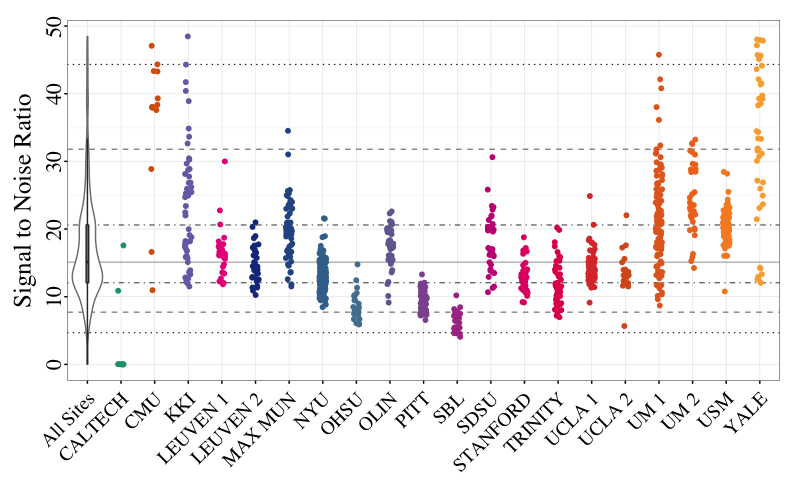 Signal to Noise Ratio
50
40
30
20
10
0
All Sites
CALTECH
CMU
KKI
LEUVEN 1
LEUVEN 2
MAX MUN
NYU
OHSU
OLIN
PITT
SBL
SDSU
STANFORD
TRINITY
UCLA 1
UCLA 2
UM 1
UM 2
USM
YALE